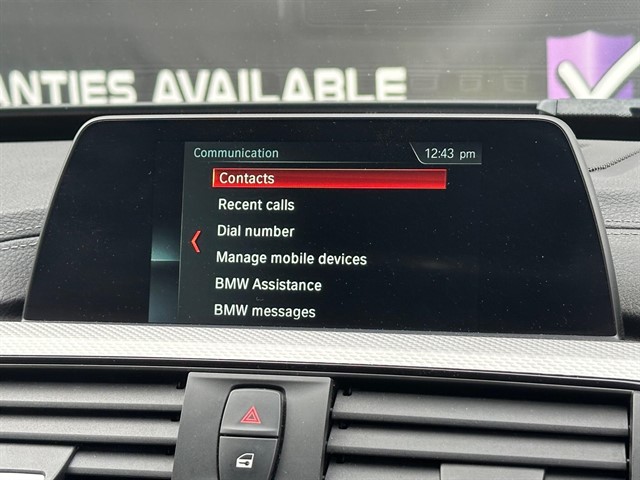 ANTIES AVAILABLE
Communication
12:43 pm
Contacts
Recent calls
Dial number
Manage mobile devices
BMW Assistance
BMW messages